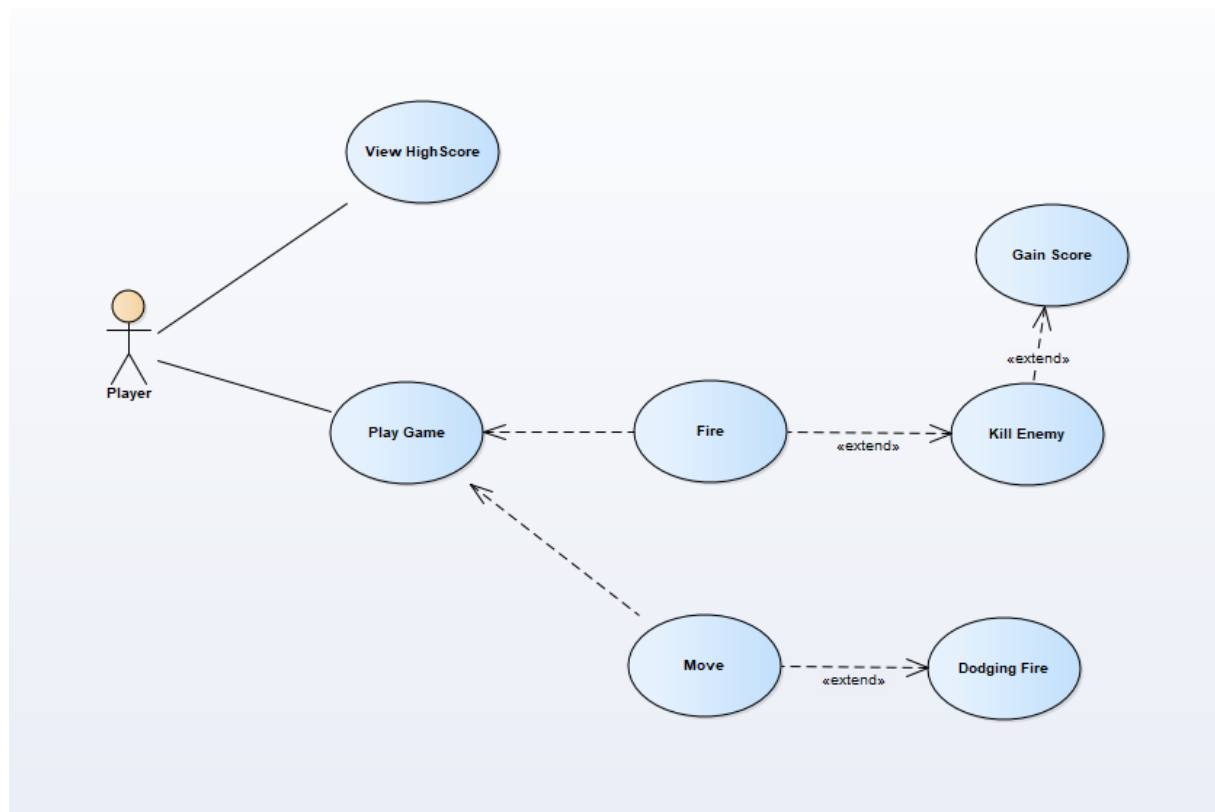 View HighScore
Gain Score
«extend»
Player
Play Game
Fire
«extend»
Kill Enemy
Move
«extend»
Dodging Fire